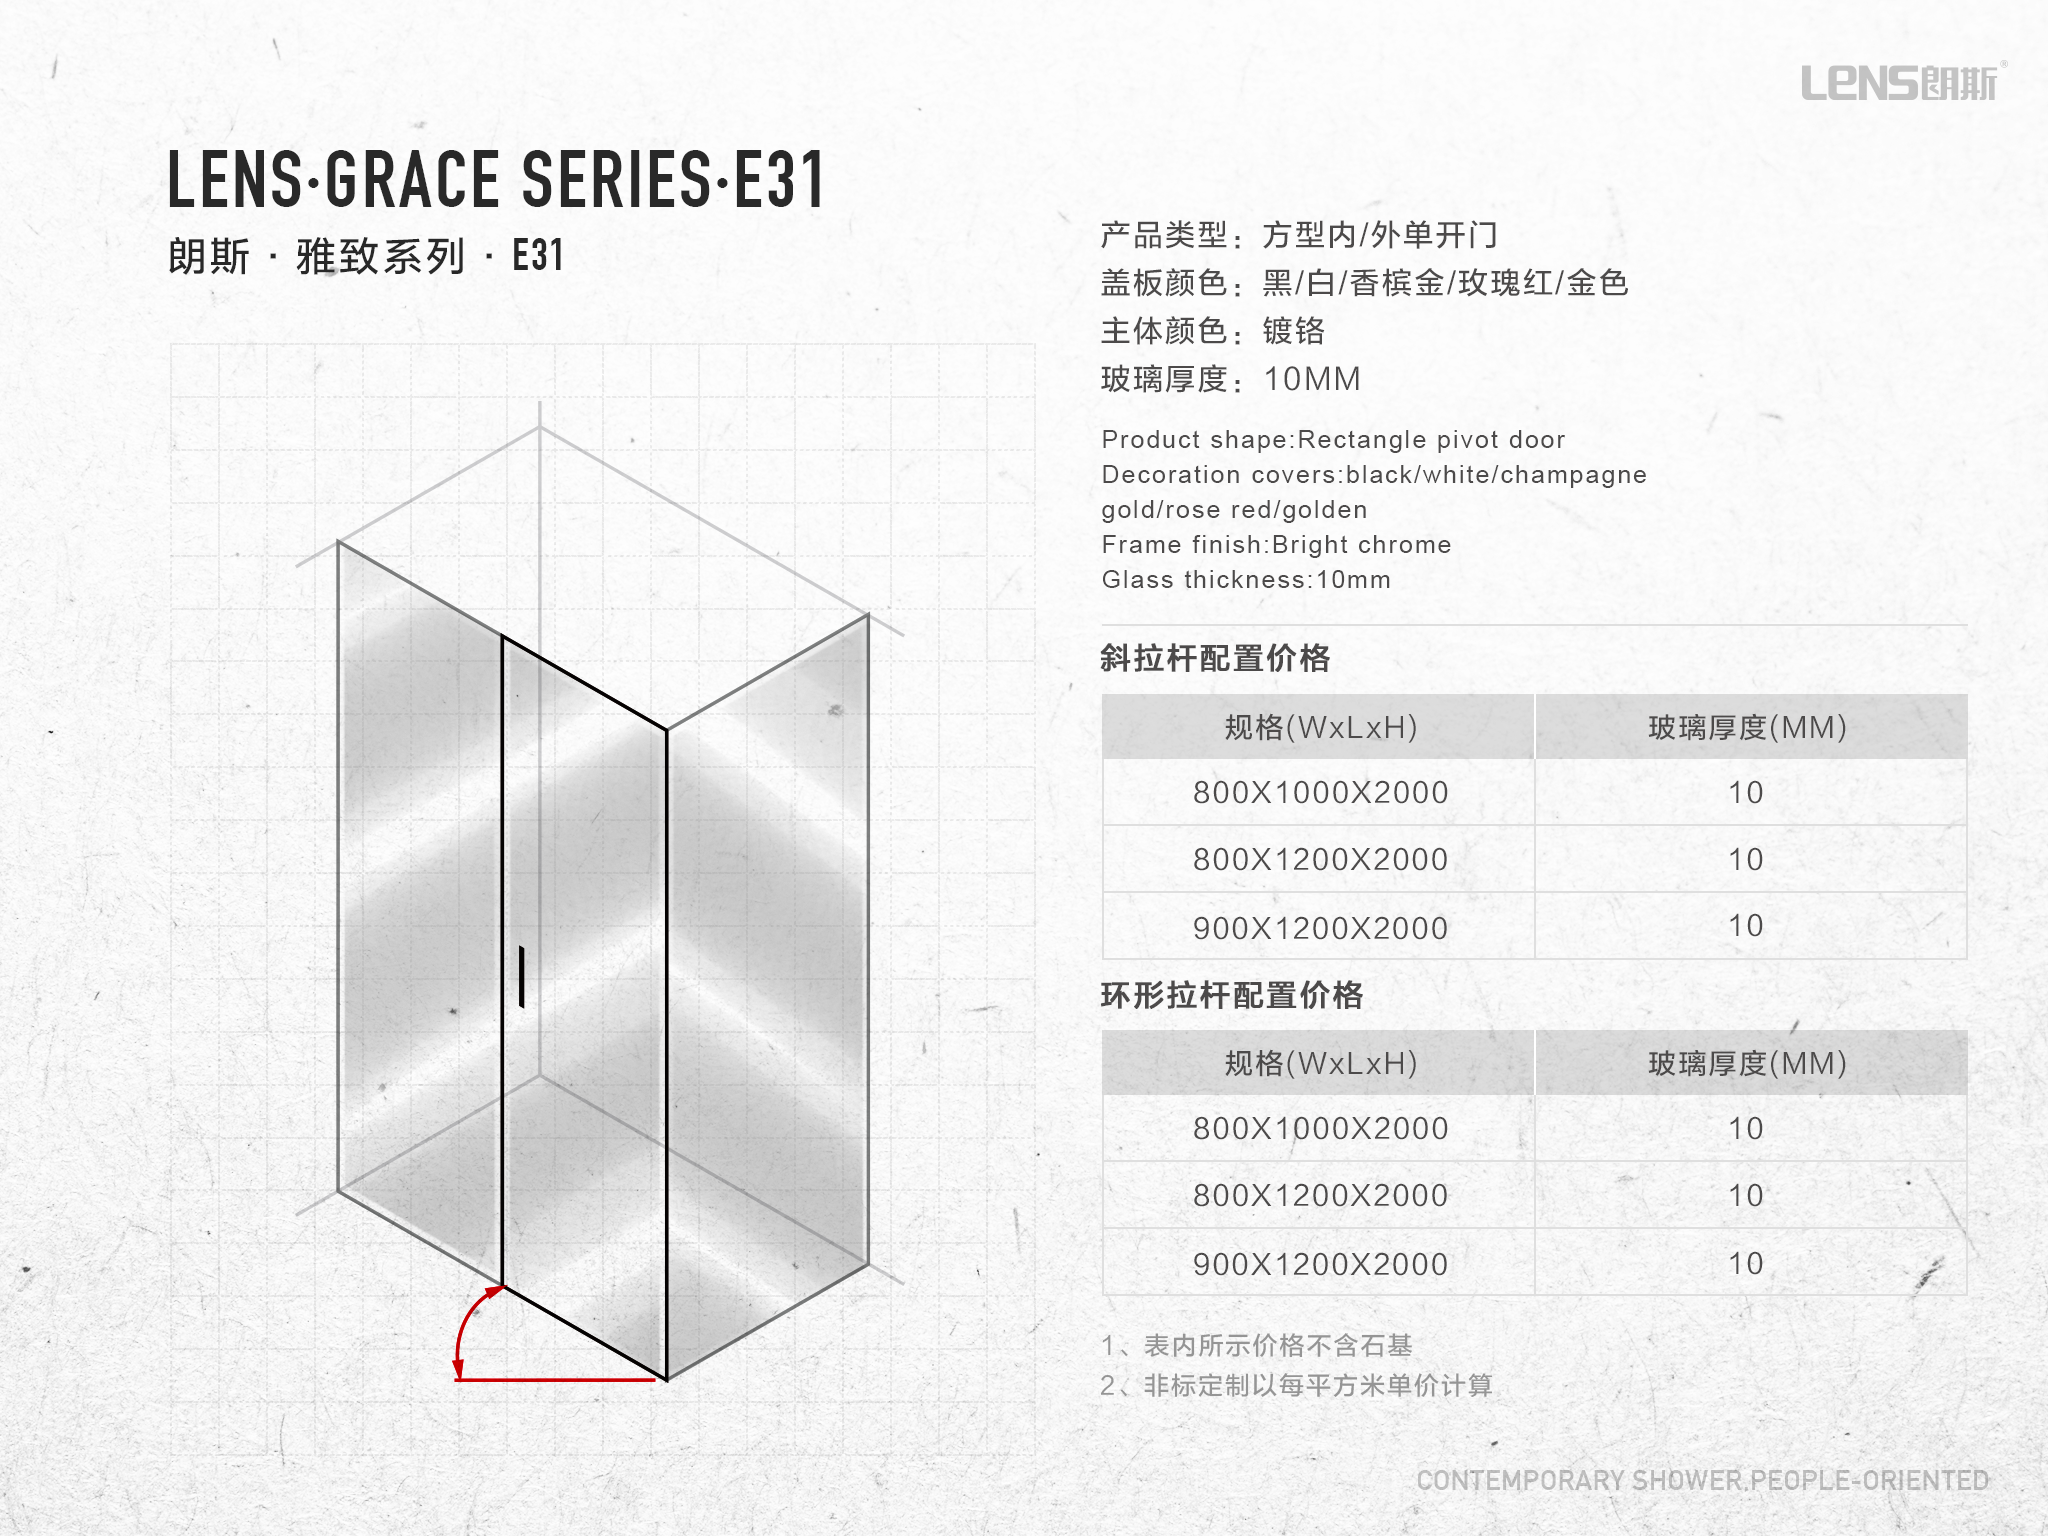 LENS朗斯®
LENS·GRACE SERIES·E31
朗斯 · 雅致系列 · E31
产品类型：方型内/外单开门
盖板颜色：黑/白/香槟金/玫瑰红/金色
主体颜色：镀铬
玻璃厚度：10MM
Product shape:Rectangle pivot door
Decoration covers:black/white/champagne
gold/rose red/golden
Frame finish:Bright chrome
Glass thickness:10mm
斜拉杆配置价格
规格(WxLxH) 玻璃厚度(MM)
800X1000X2000 10
800X1200X2000 10
900X1200X2000 10
环形拉杆配置价格
规格(WxLxH) 玻璃厚度(MM)
800X1000X2000 10
800X1200X2000 10
900X1200X2000 10
1、表内所示价格不含石基
2、非标定制以每平方米单价计算
CONTEMPORARY SHOWER,PEOPLE-ORIENTED